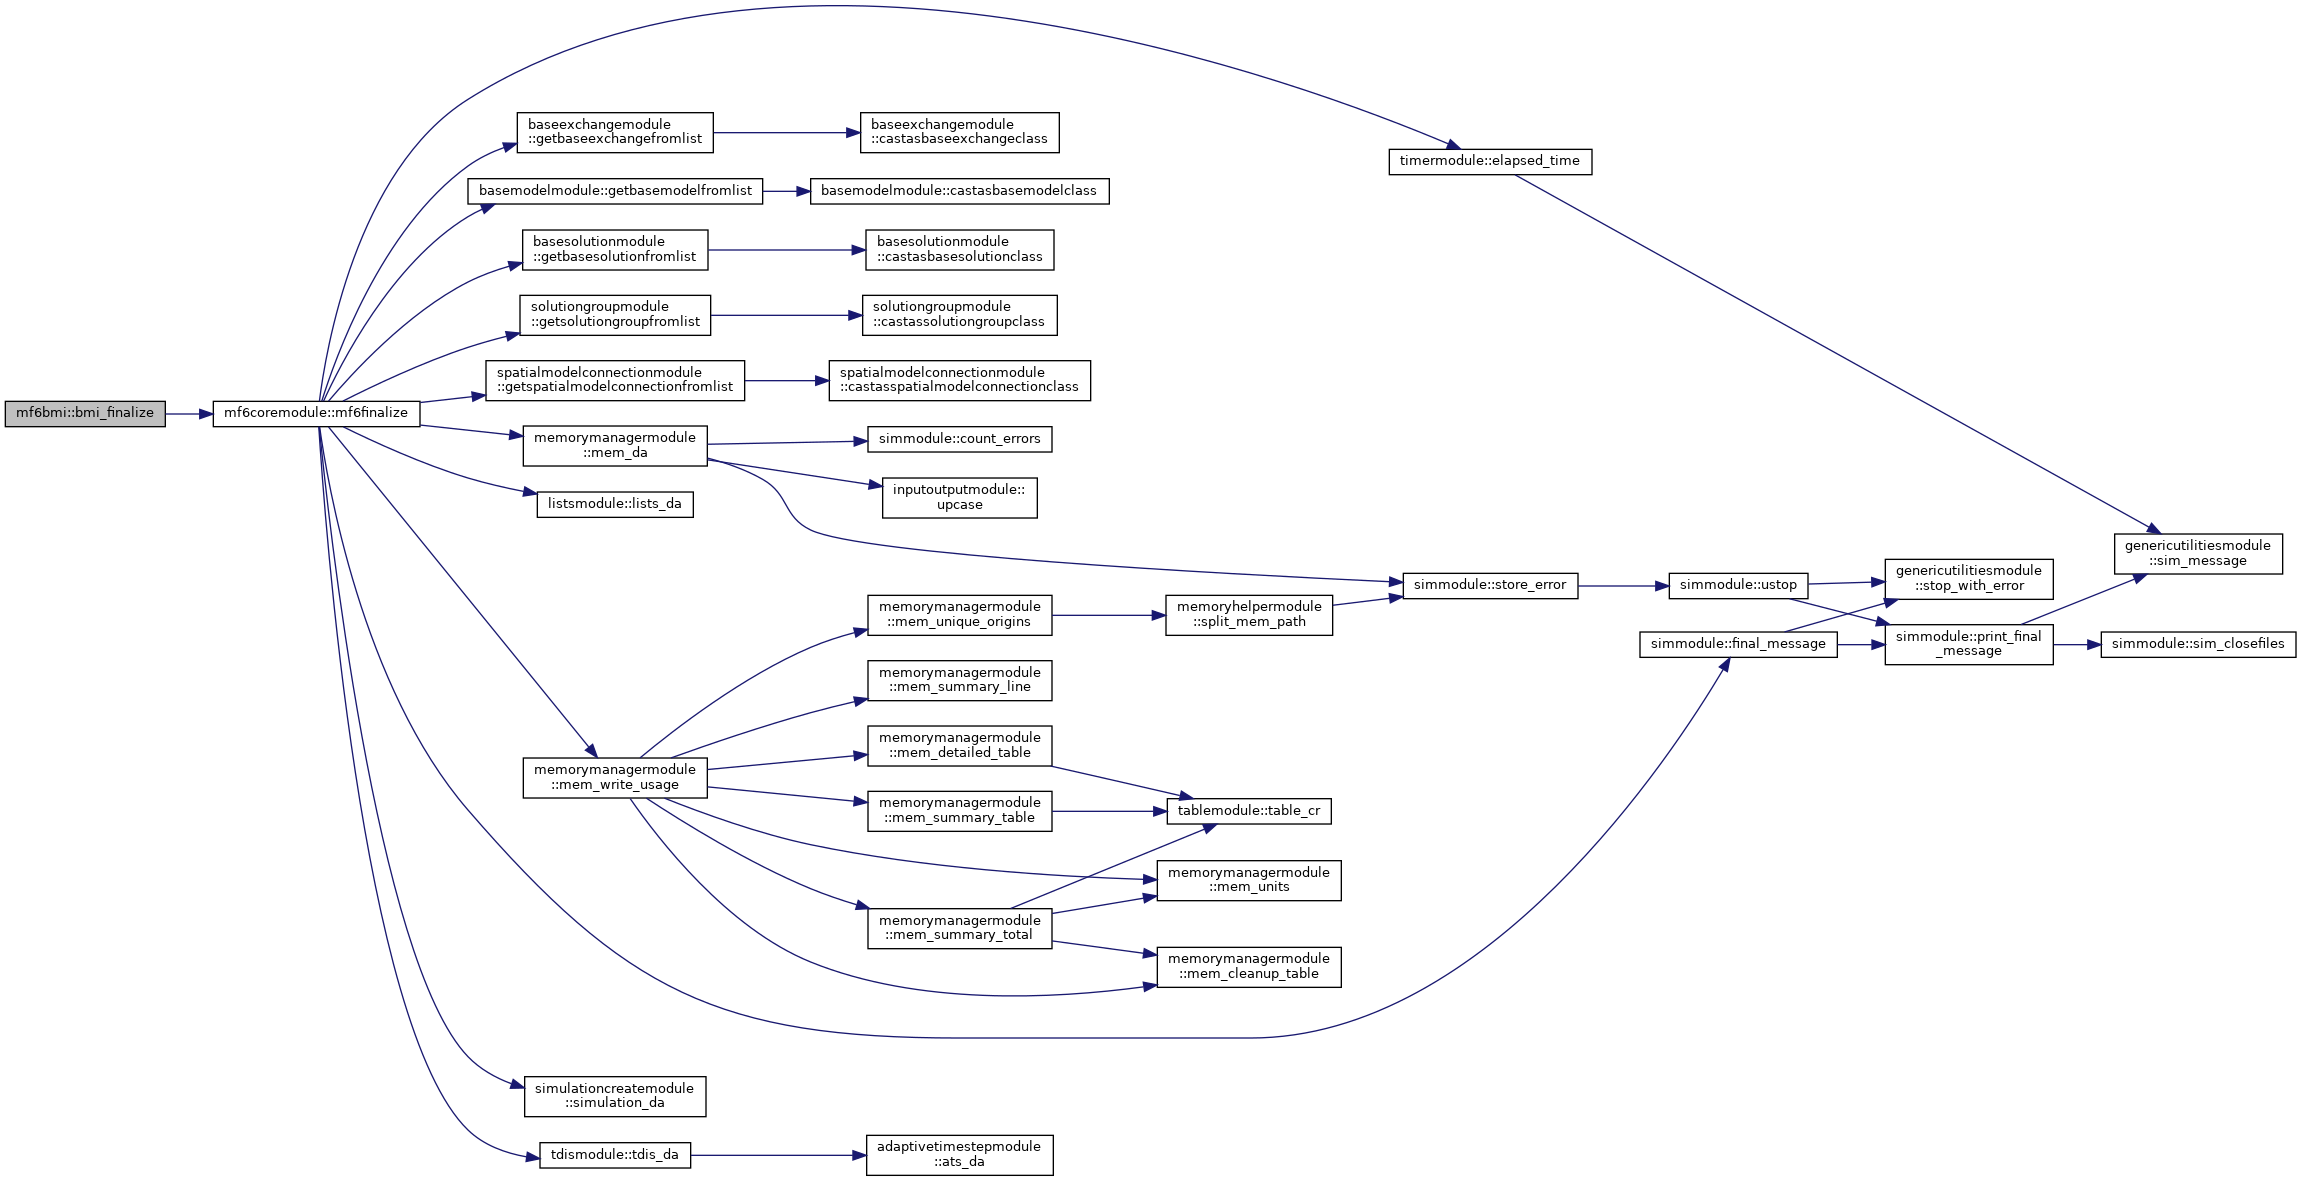 mf6bmi::bmi_finalize
mf6coremodule::mf6finalize
baseexchangemodule
::getbaseexchangefromlist
baseexchangemodule
::castasbaseexchangeclass
timermodule::elapsed_time
basemodelmodule::getbasemodelfromlist
basemodelmodule::castasbasemodelclass
basesolutionmodule
::getbasesolutionfromlist
basesolutionmodule
::castasbasesolutionclass
solutiongroupmodule
::getsolutiongroupfromlist
solutiongroupmodule
::castassolutiongroupclass
spatialmodelconnectionmodule
::getspatialmodelconnectionfromlist
spatialmodelconnectionmodule
::castasspatialmodelconnectionclass
memorymanagermodule
::mem_da
simmodule::count_errors
inputoutputmodule::
upcase
listsmodule::lists_da
simmodule::store_error
simmodule::ustop
genericutilitiesmodule
::stop_with_error
genericutilitiesmodule
::sim_message
simmodule::final_message
simmodule::print_final
_message
simmodule::sim_closefiles
memorymanagermodule
::mem_unique_origins
memoryhelpermodule
::split_mem_path
memorymanagermodule
::mem_summary_line
memorymanagermodule
::mem_write_usage
memorymanagermodule
::mem_detailed_table
memorymanagermodule
::mem_summary_table
tablemodule::table_cr
memorymanagermodule
::mem_units
memorymanagermodule
::mem_summary_total
memorymanagermodule
::mem_cleanup_table
simulationcreatemodule
::simulation_da
tdismodule::tdis_da
adaptivetimestepmodule
::ats_da